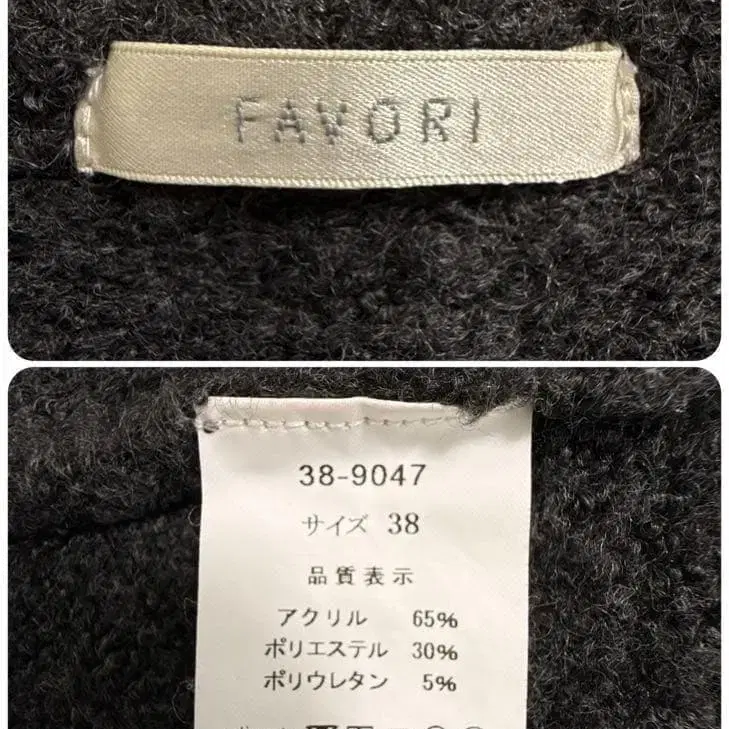 FAVORI
38-9047
サイズ 38
品質表示
アクリル 65%
ポリエステル 30%
ポリウレタン 5%